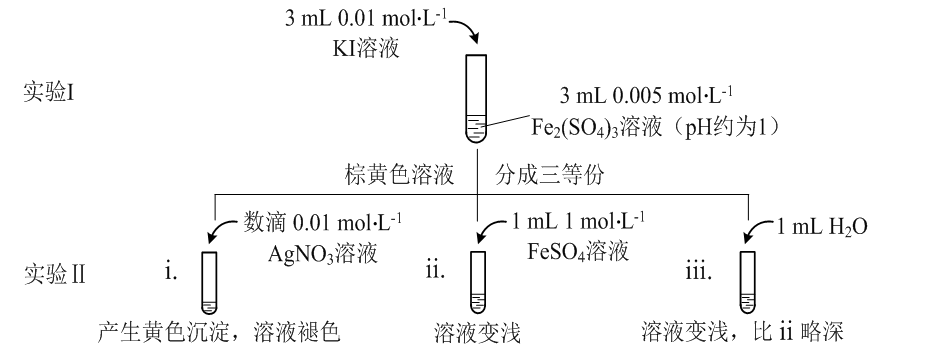 3 mL 0.01 mol·L⁻¹
KI溶液
实验I
3 mL 0.005 mol·L⁻¹
Fe₂(SO₄)₃溶液（pH约为1）
棕黄色溶液 分成三等份
数滴 0.01 mol·L⁻¹
AgNO₃溶液
1 mL 1 mol·L⁻¹
FeSO₄溶液
1 mL H₂O
实验Ⅱ
i.
ii.
iii.
产生黄色沉淀，溶液褪色
溶液变浅
溶液变浅，比 ii 略深